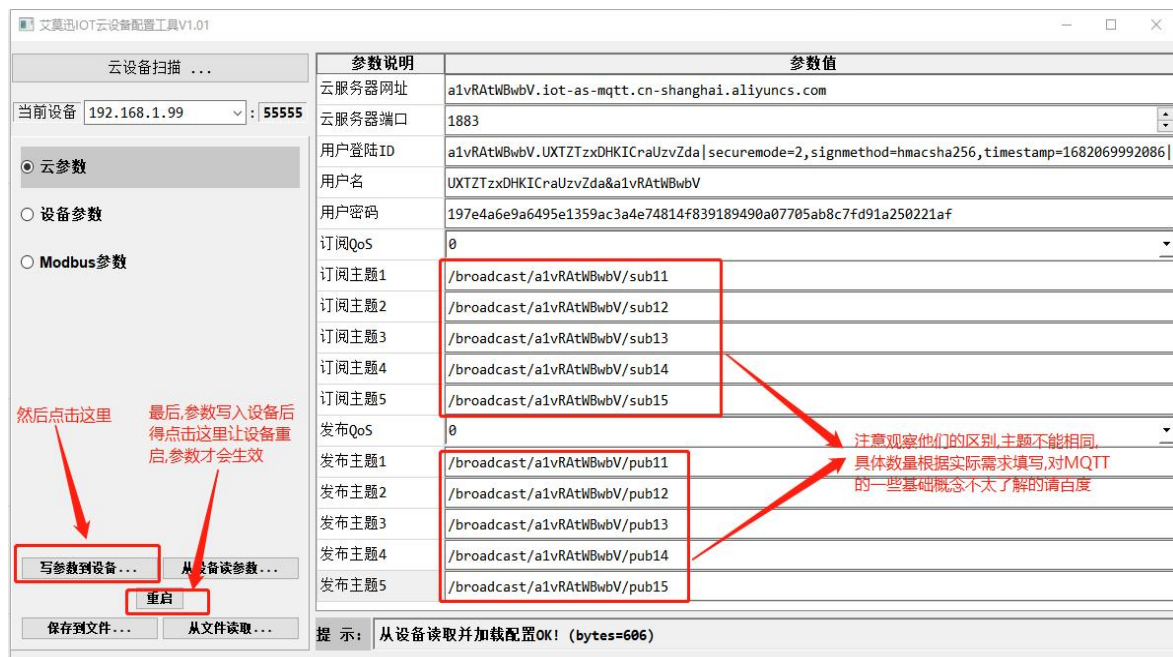 艾莫迅IOT云设备配置工具V1.01
云设备扫描 ...
当前设备 192.168.1.99 : 55555
云参数
设备参数
Modbus参数
然后点击这里
最后,参数写入设备后
得点击这里让设备重
启,参数才会生效
写参数到设备... 从设备读参数...
重启
保存到文件... 从文件读取...
参数说明 参数值
云服务器网址 a1vRAtWBwbV.iot-as-mqtt.cn-shanghai.aliyuncs.com
云服务器端口 1883
用户登陆ID a1vRAtWBwbV.UXTZTzxDHKICraUzvZda|securemode=2,signmethod=hmacsha256,timestamp=1682069992086|
用户名 UXTZTzxDHKICraUzvZda&a1vRAtWBwbV
用户密码 197e4a6e9a6495e1359ac3a4e74814f839189490a07705ab8c7fd91a250221af
订阅QoS 0
订阅主题1 /broadcast/a1vRAtWBwbV/sub11
订阅主题2 /broadcast/a1vRAtWBwbV/sub12
订阅主题3 /broadcast/a1vRAtWBwbV/sub13
订阅主题4 /broadcast/a1vRAtWBwbV/sub14
订阅主题5 /broadcast/a1vRAtWBwbV/sub15
发布QoS 0
发布主题1 /broadcast/a1vRAtWBwbV/pub11
发布主题2 /broadcast/a1vRAtWBwbV/pub12
发布主题3 /broadcast/a1vRAtWBwbV/pub13
发布主题4 /broadcast/a1vRAtWBwbV/pub14
发布主题5 /broadcast/a1vRAtWBwbV/pub15
注意观察他们的区别,主题不能相同,
具体数量根据实际需求填写,对MQTT
的一些基础概念不太了解的请百度
提 示: 从设备读取并加载配置OK! (bytes=606)